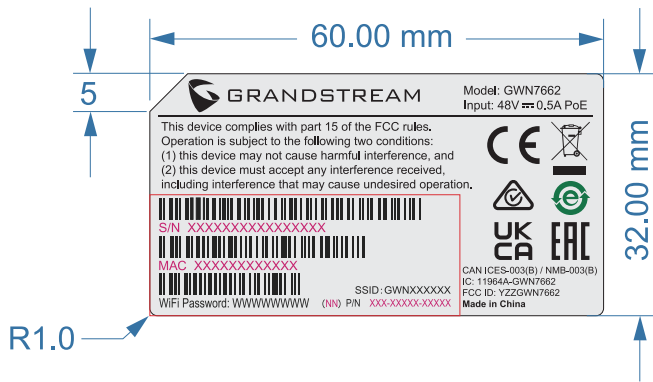 60.00 mm
5
GRANDSTREAM
Model: GWN7662
Input: 48V⎓0.5A PoE
This device complies with part 15 of the FCC rules.
Operation is subject to the following two conditions:
(1) this device may not cause harmful interference, and
(2) this device must accept any interference received,
including interference that may cause undesired operation.
CE
32.00 mm
S/N XXXXXXXXXXXXXXXX
MAC XXXXXXXXXXXX
SSID: GWNXXXXXX
WiFi Password: WWWWWWWW (NN) P/N XXX-XXXXX-XXXXX
e
UK
CA
EAC
CAN ICES-003(B) / NMB-003(B)
IC: 11964A-GWN7662
FCC ID: YZZGWN7662
Made in China
R1.0